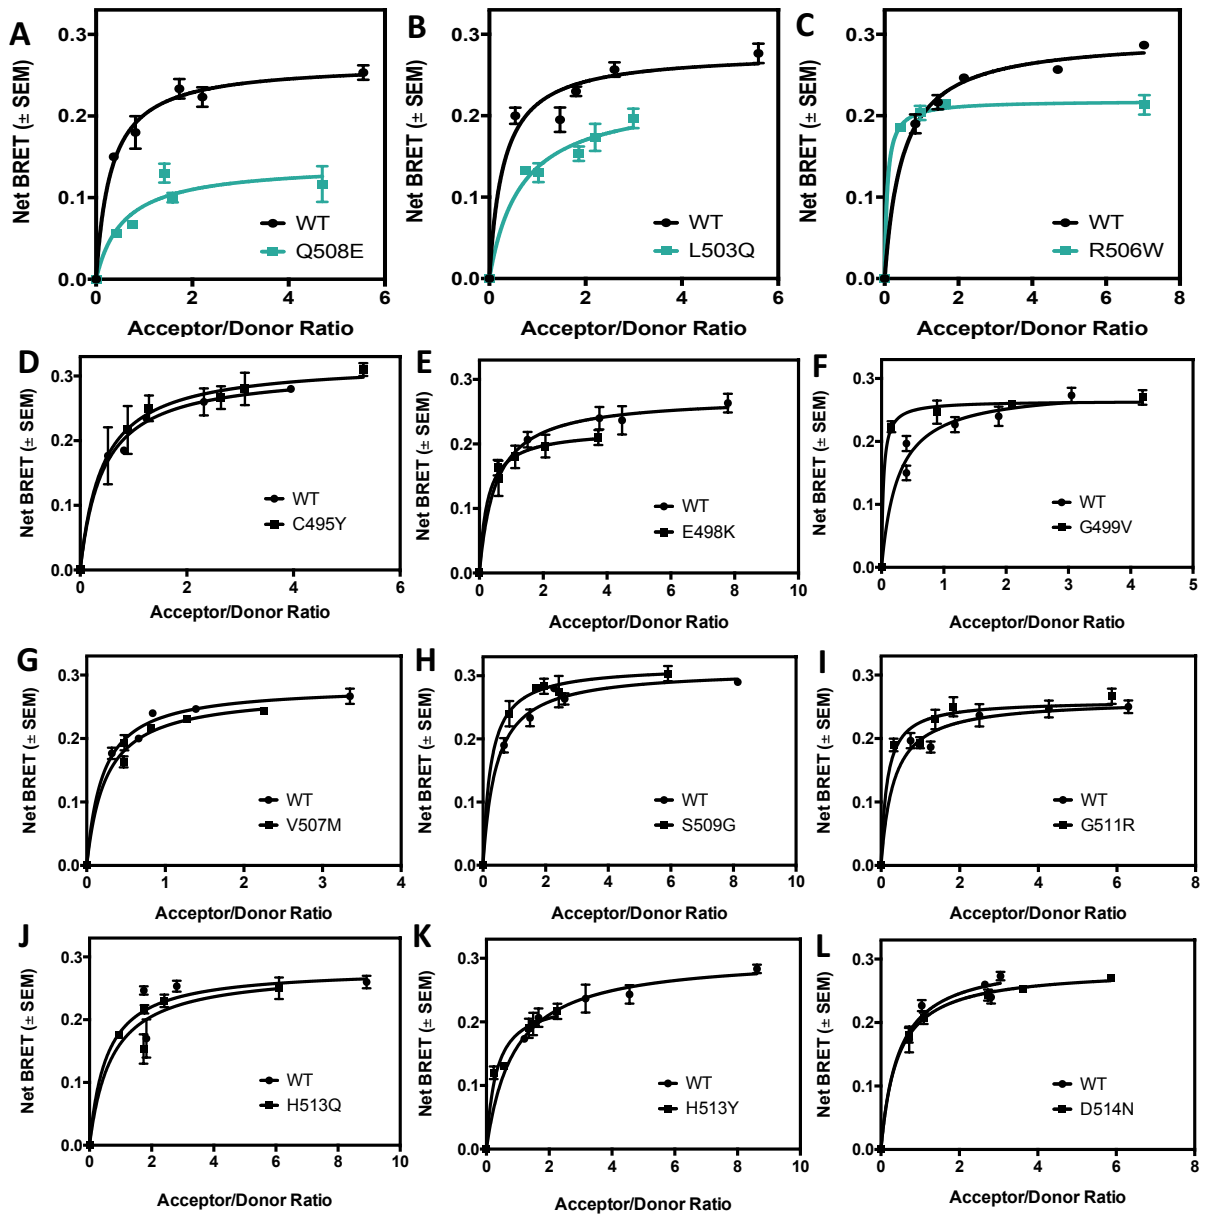 A
Net BRET (± SEM)
0.3
0.2
0.1
0.0
0 2 4 6
Acceptor/Donor Ratio
WT
Q508E
B
Net BRET (± SEM)
0.3
0.2
0.1
0.0
0 2 4 6
Acceptor/Donor Ratio
WT
L503Q
C
Net BRET (± SEM)
0.3
0.2
0.1
0.0
0 2 4 6 8
Acceptor/Donor Ratio
WT
R506W
D
Net BRET (± SEM)
0.3
0.2
0.1
0.0
0 2 4 6
Acceptor/Donor Ratio
WT
C495Y
E
Net BRET (± SEM)
0.3
0.2
0.1
0.0
0 2 4 6 8 10
Acceptor/Donor Ratio
WT
E498K
F
Net BRET (± SEM)
0.3
0.2
0.1
0.0
0 1 2 3 4 5
Acceptor/Donor Ratio
WT
G499V
G
Net BRET (± SEM)
0.3
0.2
0.1
0.0
0 1 2 3 4
Acceptor/Donor Ratio
WT
V507M
H
Net BRET (± SEM)
0.3
0.2
0.1
0.0
0 2 4 6 8 10
Acceptor/Donor Ratio
WT
S509G
I
Net BRET (± SEM)
0.3
0.2
0.1
0.0
0 2 4 6 8
Acceptor/Donor Ratio
WT
G511R
J
Net BRET (± SEM)
0.3
0.2
0.1
0.0
0 2 4 6 8 10
Acceptor/Donor Ratio
WT
H513Q
K
Net BRET (± SEM)
0.3
0.2
0.1
0.0
0 2 4 6 8 10
Acceptor/Donor Ratio
WT
H513Y
L
Net BRET (± SEM)
0.3
0.2
0.1
0.0
0 2 4 6 8
Acceptor/Donor Ratio
WT
D514N